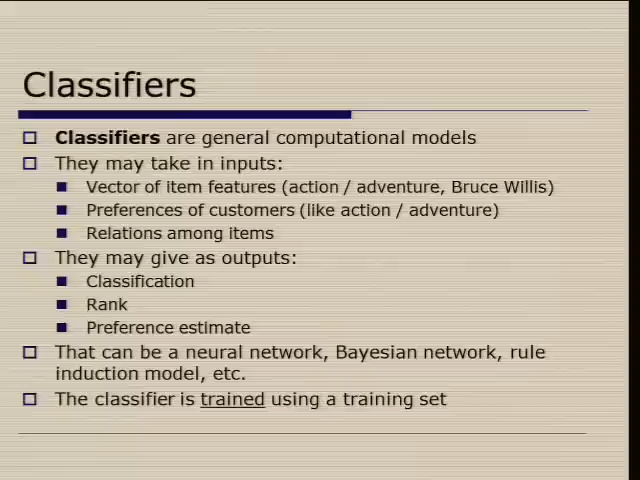 Classifiers
Classifiers are general computational models
They may take in inputs:
Vector of item features (action / adventure, Bruce Willis)
Preferences of customers (like action / adventure)
Relations among items
They may give as outputs:
Classification
Rank
Preference estimate
That can be a neural network, Bayesian network, rule
induction model, etc.
The classifier is trained using a training set